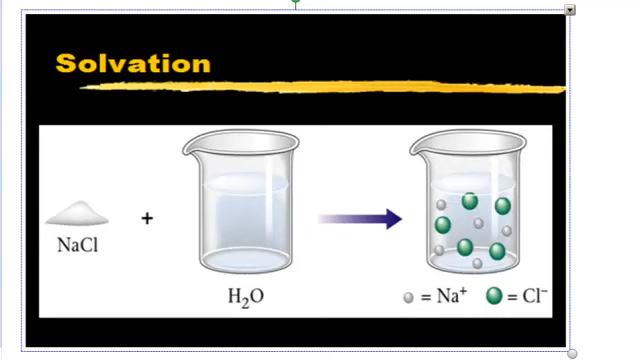 Solvation
NaCl
+
H₂O
= Na⁺
= Cl⁻